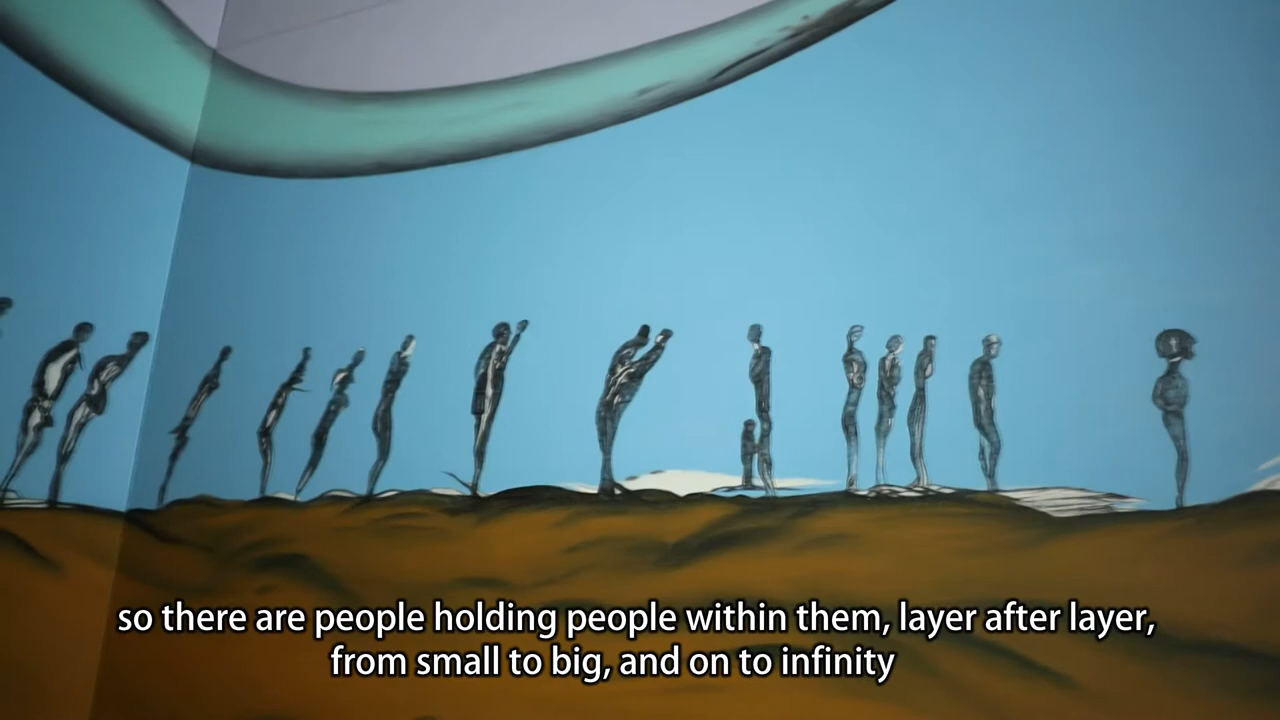 so there are people holding people within them, layer after layer,
from small to big, and on to infinity